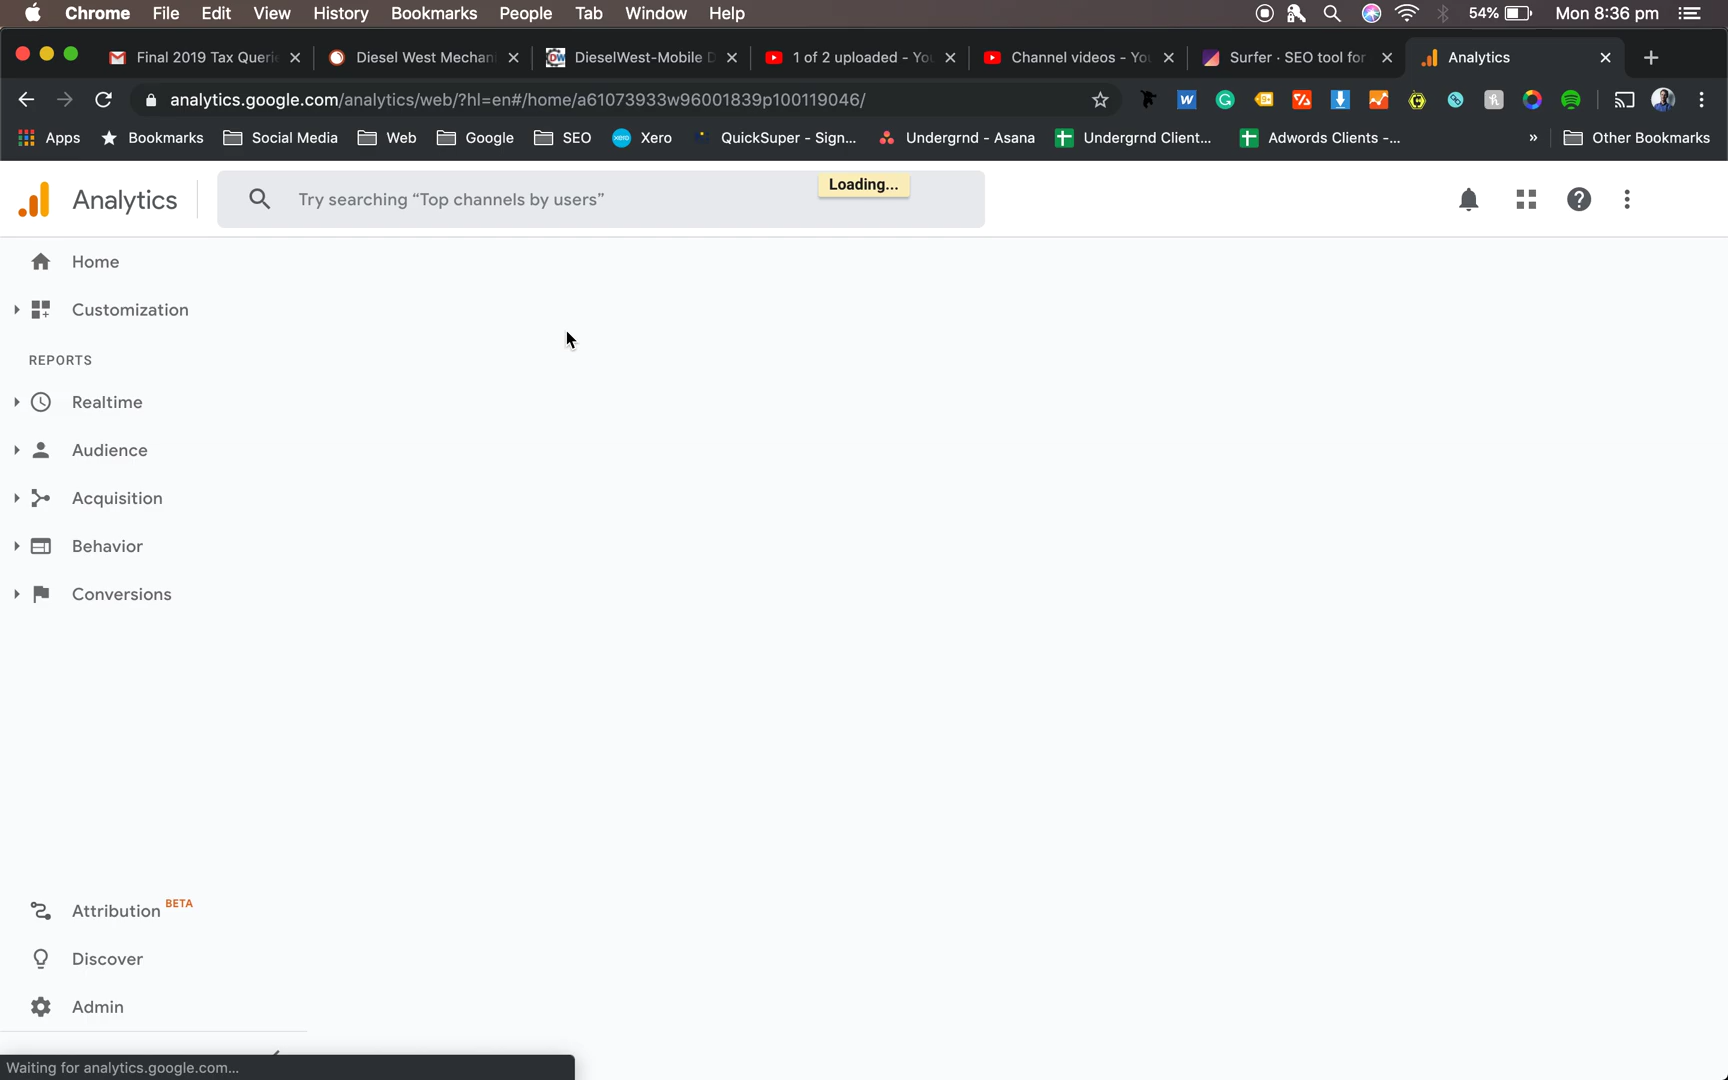 Chrome File Edit View History Bookmarks People Tab Window Help 54% Mon 8:36 pm
Final 2019 Tax Queri Diesel West Mechani DieselWest-Mobile D 1 of 2 uploaded - You Channel videos - You Surfer · SEO tool for Analytics
analytics.google.com/analytics/web/?hl=en#/home/a61073933w96001839p100119046/
Apps Bookmarks Social Media Web Google SEO Xero QuickSuper - Sign... Undergrnd - Asana Undergrnd Client... Adwords Clients -... » Other Bookmarks
Analytics Try searching “Top channels by users” Loading...
Home
Customization
REPORTS
Realtime
Audience
Acquisition
Behavior
Conversions
Attribution BETA
Discover
Admin
Waiting for analytics.google.com...